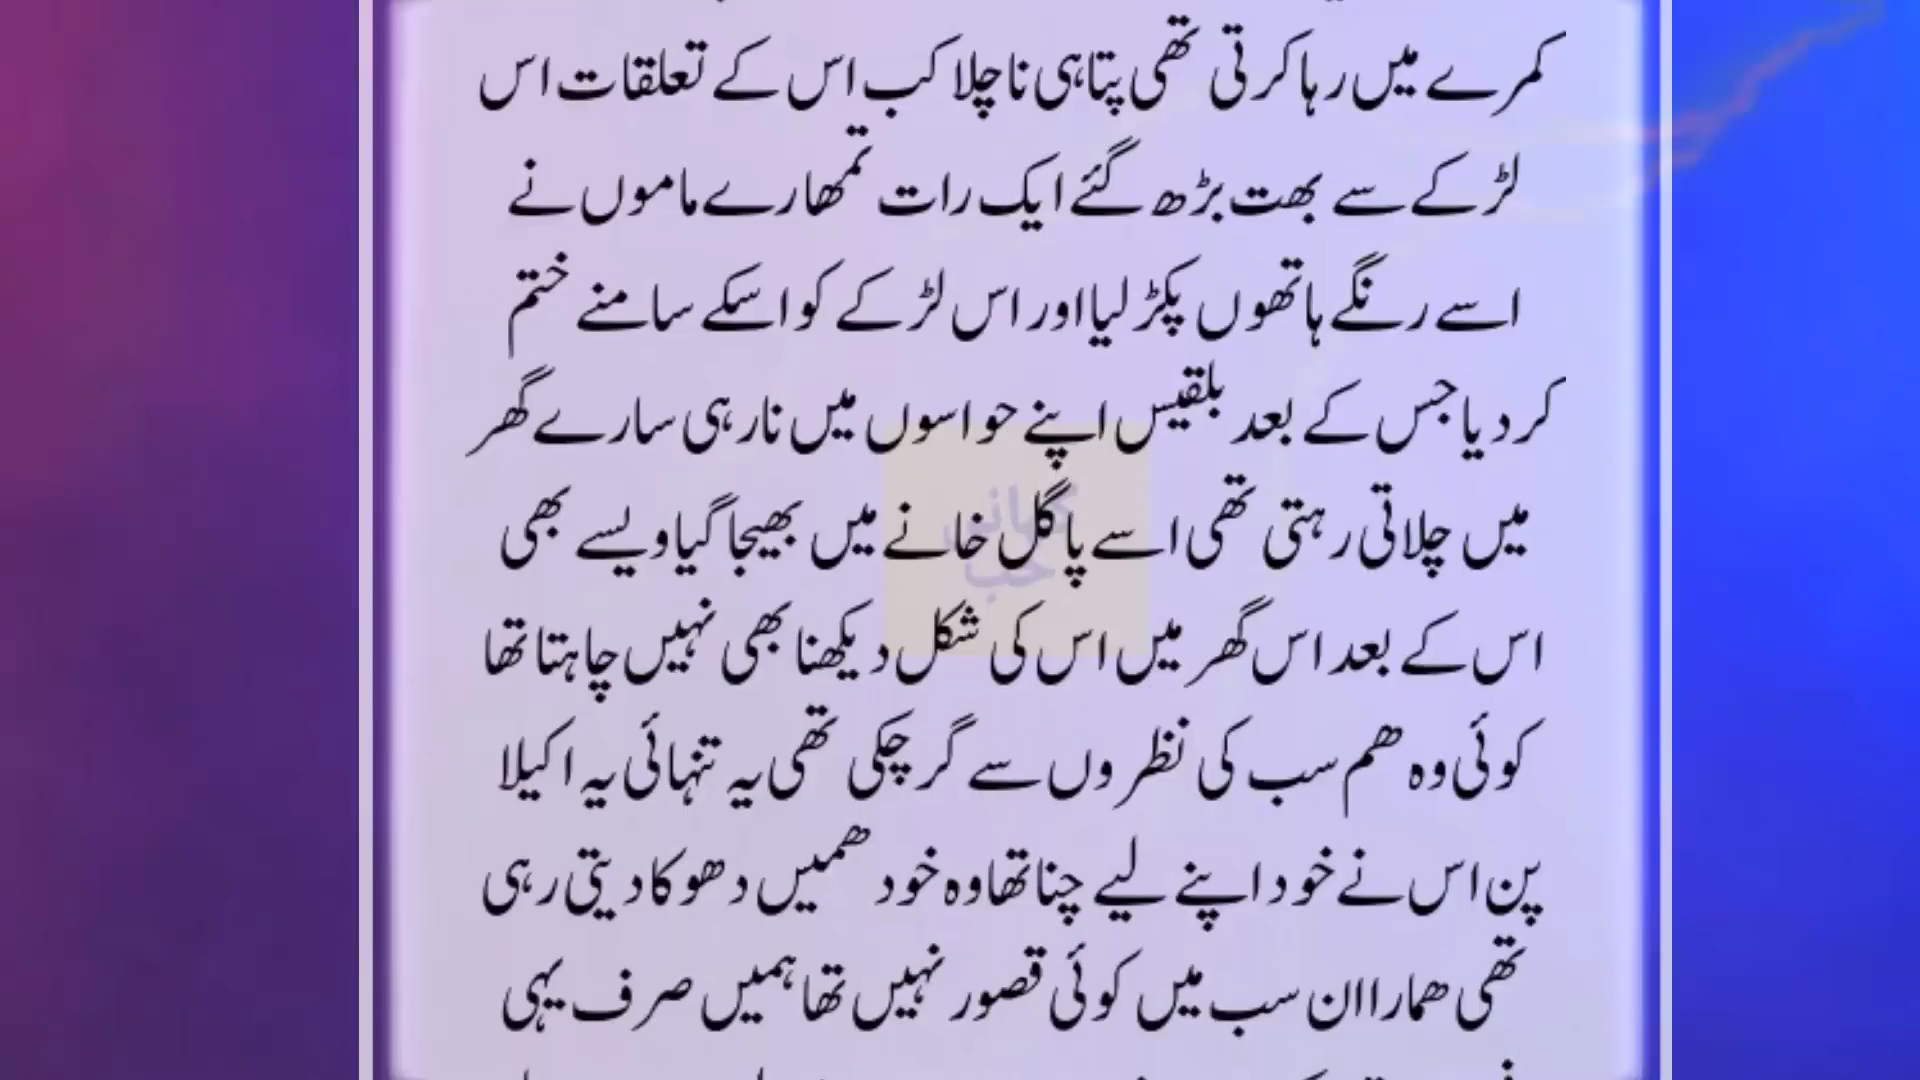 کمرے میں رہا کرتی تھی پتا ہی نا چلا کب اس کے تعلقات اس
لڑکے سے بھت بڑھ گئے ایک رات تمھارے ماموں نے
اسے رنگے ہاتھوں پکڑ لیا اور اس لڑکے کو اسکے سامنے ختم
کر دیا جس کے بعد بلقیس اپنے حواسوں میں نا رہی سارے گھر
میں چلاتی رہتی تھی اسے پاگل خانے میں بھیجا گیا ویسے بھی
اس کے بعد اس گھر میں اس کی شکل دیکھنا بھی نہیں چاہتا تھا
کوئی وہ ھم سب کی نظروں سے گر چکی تھی یہ تنہائی یہ اکیلا
پن اس نے خود اپنے لیے چنا تھا وہ خود ھمیں دھوکا دیتی رہی
تھی ھمارا ان سب میں کوئی قصور نہیں تھا ہمیں صرف یہی